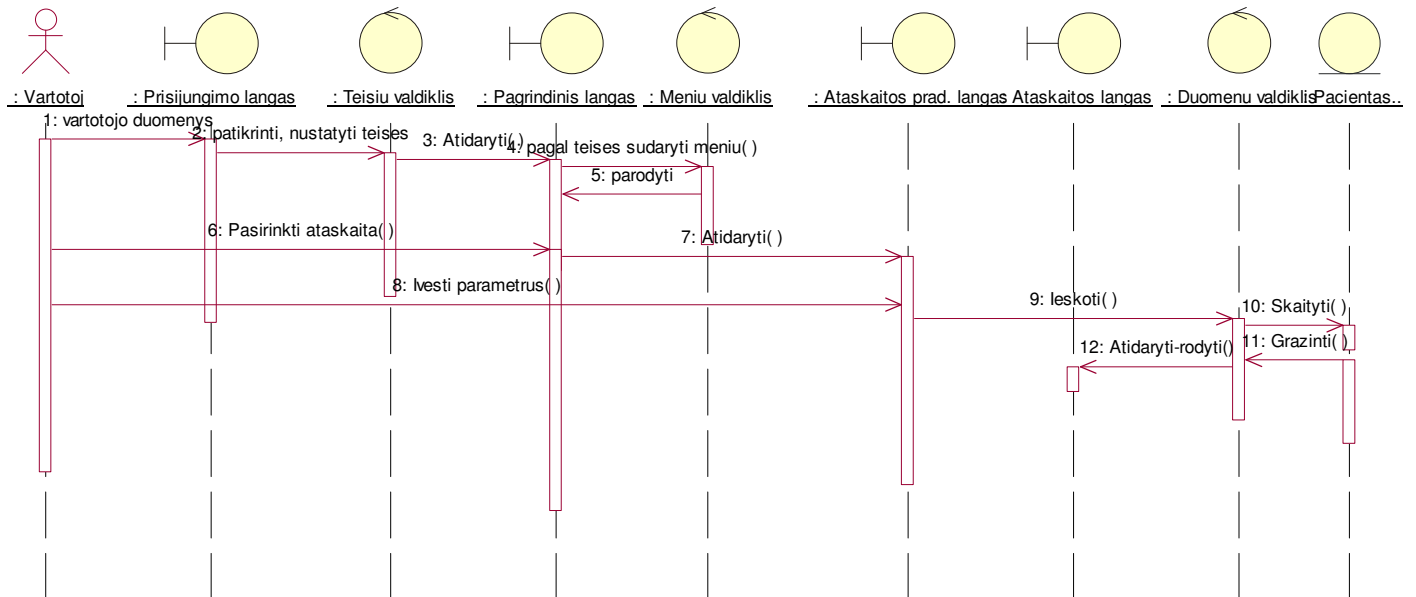 : Vartotoj
: Prisijungimo langas
: Teisiu valdiklis
: Pagrindinis langas
: Meniu valdiklis
: Ataskaitos prad. langas
Ataskaitos langas
: Duomenu valdiklis
Pacientas..
1: vartotojo duomenys
2: patikrinti, nustatyti teises
3: Atidaryti( )
4: pagal teises sudaryti meniu( )
5: parodyti
6: Pasirinkti ataskaita( )
7: Atidaryti( )
8: Ivesti parametrus( )
9: Ieskoti( )
10: Skaityti( )
11: Grazinti( )
12: Atidaryti-rodyti()